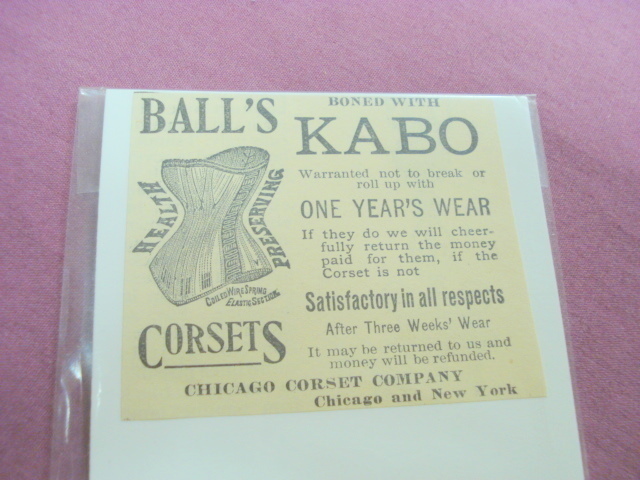 BALL'S
HEALTH
PRESERVING
COILED WIRE SPRING
ELASTIC SECTION
CORSETS
BONED WITH
KABO
Warranted not to break or
roll up with
ONE YEAR'S WEAR
If they do we will cheer-
fully return the money
paid for them, if the
Corset is not
Satisfactory in all respects
After Three Weeks' Wear
It may be returned to us and
money will be refunded.
CHICAGO CORSET COMPANY
Chicago and New York